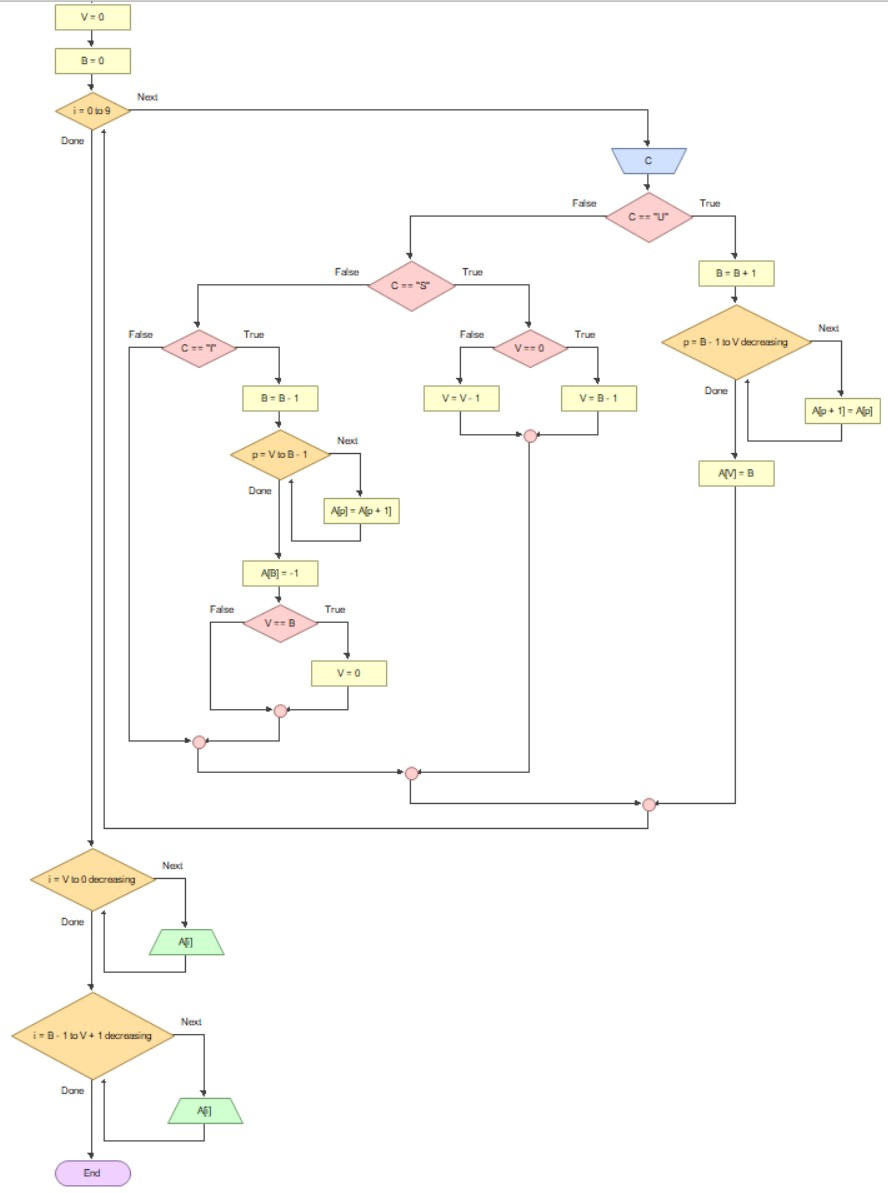 V = 0
B = 0
i = 0 to 9
Next
Done
C
C == "U"
False
True
C == "S"
False
True
B = B + 1
C == "I"
False
True
V == 0
False
True
p = B - 1 to V decreasing
Next
Done
B = B - 1
V = V - 1
V = B - 1
A[p + 1] = A[p]
p = V to B - 1
Next
Done
A[V] = B
A[p] = A[p + 1]
A[B] = -1
V == B
False
True
V = 0
i = V to 0 decreasing
Next
Done
A[i]
i = B - 1 to V + 1 decreasing
Next
Done
A[i]
End